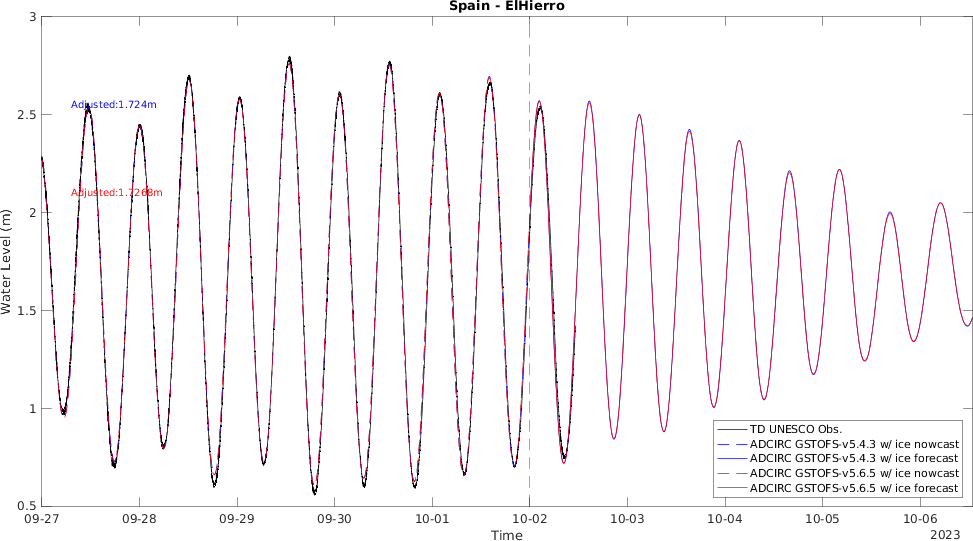 Spain - ElHierro
3
2.5
2
1.5
1
0.5
Water Level (m)
Adjusted:1.724m
Adjusted:1.7268m
TD UNESCO Obs.
ADCIRC GSTOFS-v5.4.3 w/ ice nowcast
ADCIRC GSTOFS-v5.4.3 w/ ice forecast
ADCIRC GSTOFS-v5.6.5 w/ ice nowcast
ADCIRC GSTOFS-v5.6.5 w/ ice forecast
09-27 09-28 09-29 09-30 10-01 10-02 10-03 10-04 10-05 10-06
Time
2023